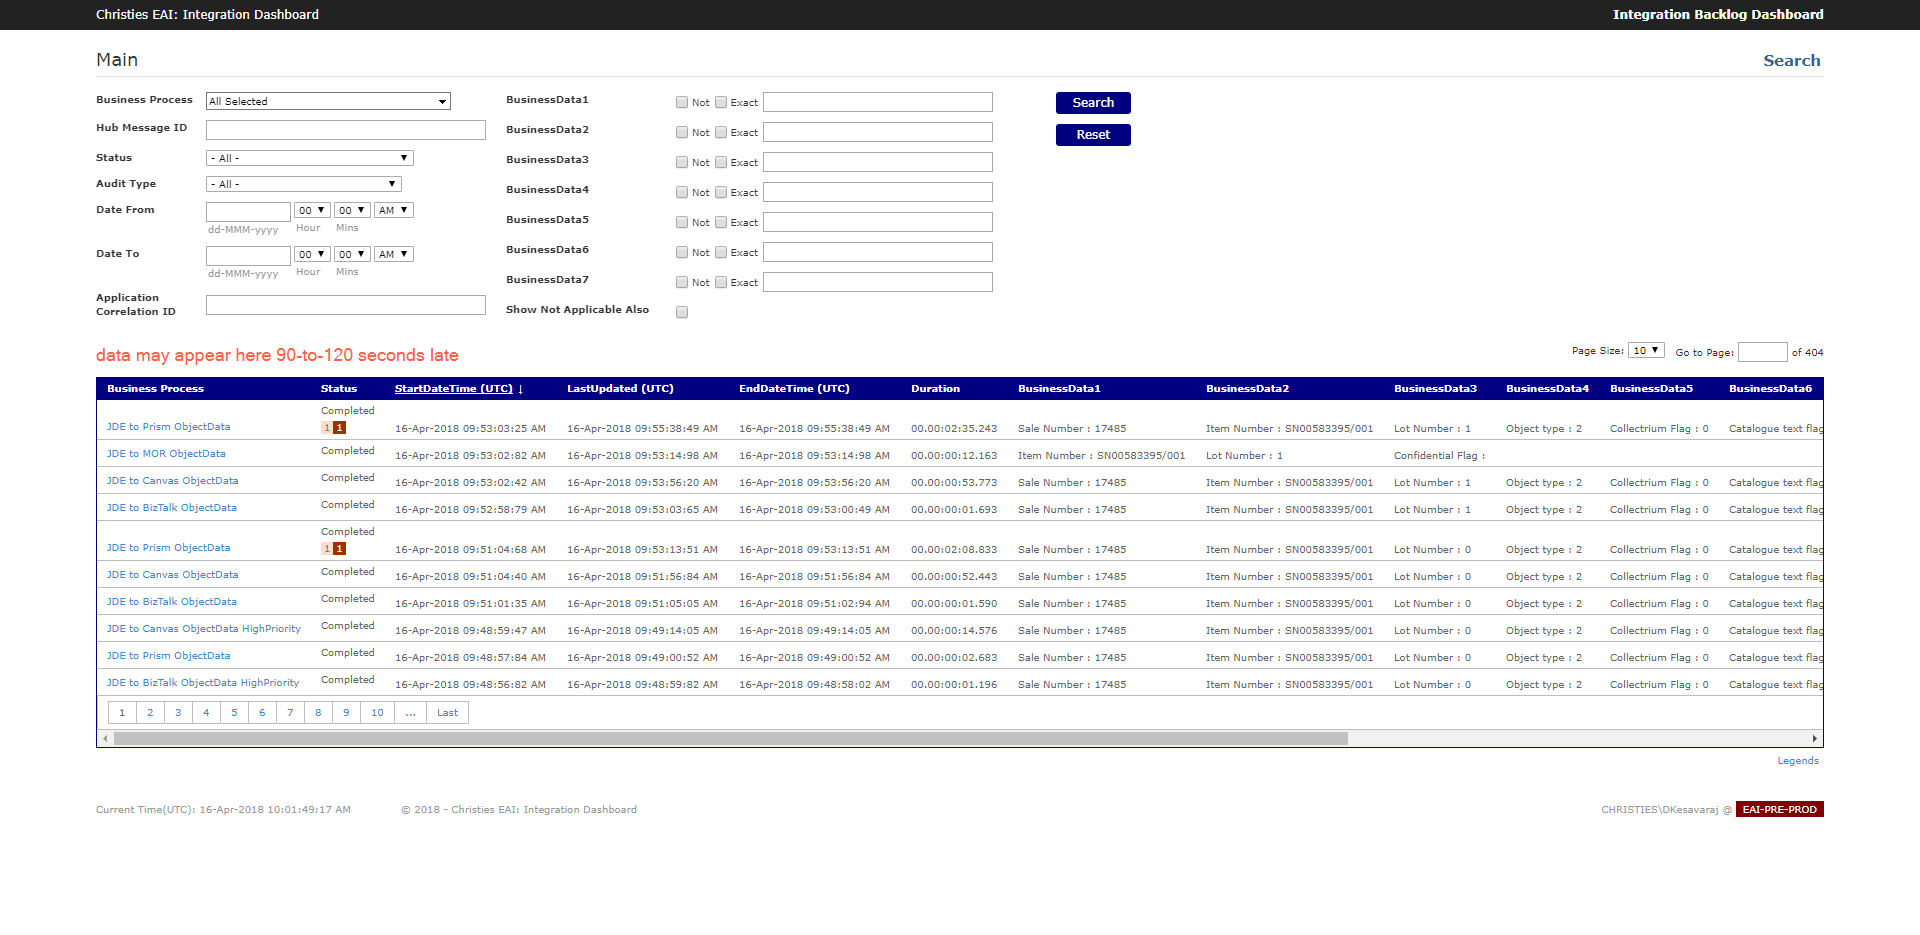 Christies EAI: Integration Dashboard Integration Backlog Dashboard
Main Search
Business Process All Selected BusinessData1 Not Exact Search
Hub Message ID BusinessData2 Not Exact Reset
Status - All - BusinessData3 Not Exact
Audit Type - All - BusinessData4 Not Exact
Date From 00 00 AM BusinessData5 Not Exact
dd-MMM-yyyy Hour Mins
Date To 00 00 AM BusinessData6 Not Exact
dd-MMM-yyyy Hour Mins BusinessData7 Not Exact
Application
Correlation ID Show Not Applicable Also
data may appear here 90-to-120 seconds late Page Size: 10 Go to Page: of 404
Business Process Status StartDateTime (UTC) ↓ LastUpdated (UTC) EndDateTime (UTC) Duration BusinessData1 BusinessData2 BusinessData3 BusinessData4 BusinessData5 BusinessData6
Completed
JDE to Prism ObjectData 1 1 16-Apr-2018 09:53:03:25 AM 16-Apr-2018 09:55:38:49 AM 16-Apr-2018 09:55:38:49 AM 00.00:02:35.243 Sale Number : 17485 Item Number : SN00583395/001 Lot Number : 1 Object type : 2 Collectrium Flag : 0 Catalogue text flag
JDE to MOR ObjectData Completed 16-Apr-2018 09:53:02:82 AM 16-Apr-2018 09:53:14:98 AM 16-Apr-2018 09:53:14:98 AM 00.00:00:12.163 Item Number : SN00583395/001 Lot Number : 1 Confidential Flag :
JDE to Canvas ObjectData Completed 16-Apr-2018 09:53:02:42 AM 16-Apr-2018 09:53:56:20 AM 16-Apr-2018 09:53:56:20 AM 00.00:00:53.773 Sale Number : 17485 Item Number : SN00583395/001 Lot Number : 1 Object type : 2 Collectrium Flag : 0 Catalogue text flag
JDE to BizTalk ObjectData Completed 16-Apr-2018 09:52:58:79 AM 16-Apr-2018 09:53:03:65 AM 16-Apr-2018 09:53:00:49 AM 00.00:00:01.693 Sale Number : 17485 Item Number : SN00583395/001 Lot Number : 1 Object type : 2 Collectrium Flag : 0 Catalogue text flag
Completed
JDE to Prism ObjectData 1 1 16-Apr-2018 09:51:04:68 AM 16-Apr-2018 09:53:13:51 AM 16-Apr-2018 09:53:13:51 AM 00.00:02:08.833 Sale Number : 17485 Item Number : SN00583395/001 Lot Number : 0 Object type : 2 Collectrium Flag : 0 Catalogue text flag
JDE to Canvas ObjectData Completed 16-Apr-2018 09:51:04:40 AM 16-Apr-2018 09:51:56:84 AM 16-Apr-2018 09:51:56:84 AM 00.00:00:52.443 Sale Number : 17485 Item Number : SN00583395/001 Lot Number : 0 Object type : 2 Collectrium Flag : 0 Catalogue text flag
JDE to BizTalk ObjectData Completed 16-Apr-2018 09:51:01:35 AM 16-Apr-2018 09:51:05:05 AM 16-Apr-2018 09:51:02:94 AM 00.00:00:01.590 Sale Number : 17485 Item Number : SN00583395/001 Lot Number : 0 Object type : 2 Collectrium Flag : 0 Catalogue text flag
JDE to Canvas ObjectData HighPriority Completed 16-Apr-2018 09:48:59:47 AM 16-Apr-2018 09:49:14:05 AM 16-Apr-2018 09:49:14:05 AM 00.00:00:14.576 Sale Number : 17485 Item Number : SN00583395/001 Lot Number : 0 Object type : 2 Collectrium Flag : 0 Catalogue text flag
JDE to Prism ObjectData Completed 16-Apr-2018 09:48:57:84 AM 16-Apr-2018 09:49:00:52 AM 16-Apr-2018 09:49:00:52 AM 00.00:00:02.683 Sale Number : 17485 Item Number : SN00583395/001 Lot Number : 0 Object type : 2 Collectrium Flag : 0 Catalogue text flag
JDE to BizTalk ObjectData HighPriority Completed 16-Apr-2018 09:48:56:82 AM 16-Apr-2018 09:48:59:82 AM 16-Apr-2018 09:48:58:02 AM 00.00:00:01.196 Sale Number : 17485 Item Number : SN00583395/001 Lot Number : 0 Object type : 2 Collectrium Flag : 0 Catalogue text flag
1 2 3 4 5 6 7 8 9 10 ... Last
Legends
Current Time(UTC): 16-Apr-2018 10:01:49:17 AM © 2018 - Christies EAI: Integration Dashboard CHRISTIES\DKesavaraj @ EAI-PRE-PROD